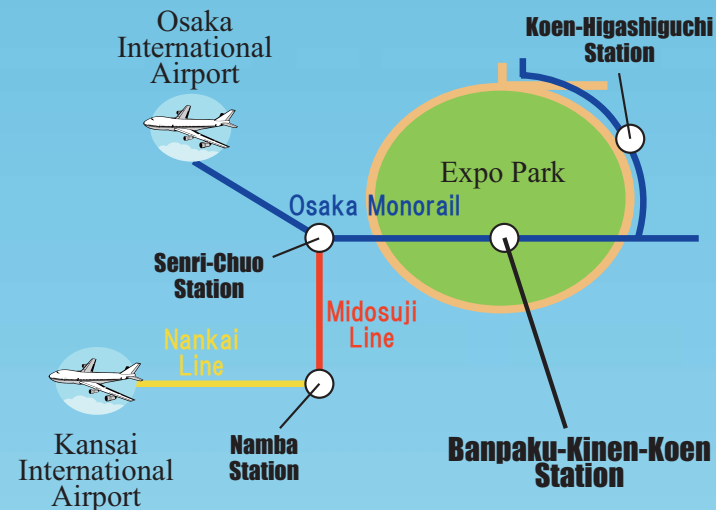 Osaka
International
Airport
Koen-Higashiguchi
Station
Expo Park
Osaka Monorail
Senri-Chuo
Station
Midosuji
Line
Nankai
Line
Kansai
International
Airport
Namba
Station
Banpaku-Kinen-Koen
Station